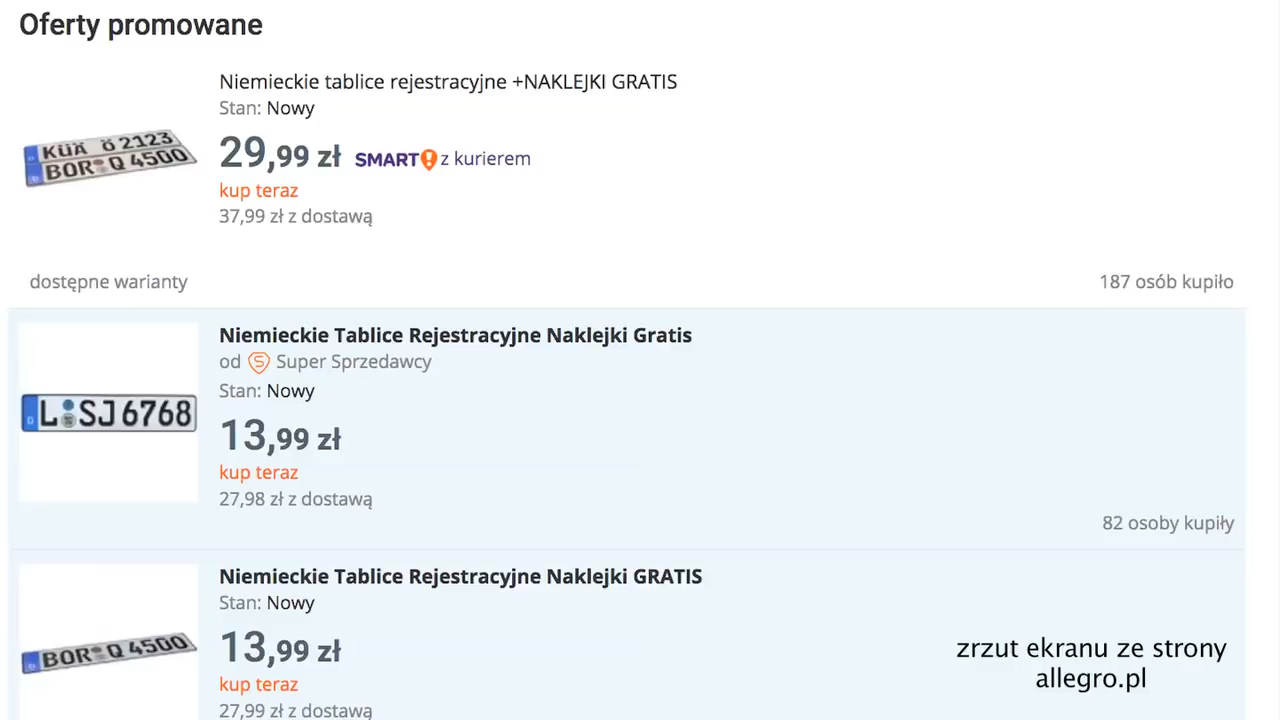 Oferty promowane
Niemieckie tablice rejestracyjne +NAKLEJKI GRATIS
Stan: Nowy
KÜÄ Ö 2123
BOR Q 4500
29,99 zł SMART! z kurierem
kup teraz
37,99 zł z dostawą
dostępne warianty
187 osób kupiło
Niemieckie Tablice Rejestracyjne Naklejki Gratis
od S Super Sprzedawcy
Stan: Nowy
D L SJ 6768
13,99 zł
kup teraz
27,98 zł z dostawą
82 osoby kupiły
Niemieckie Tablice Rejestracyjne Naklejki GRATIS
Stan: Nowy
BOR Q 4500
13,99 zł
kup teraz
27,99 zł z dostawą
zrzut ekranu ze strony
allegro.pl